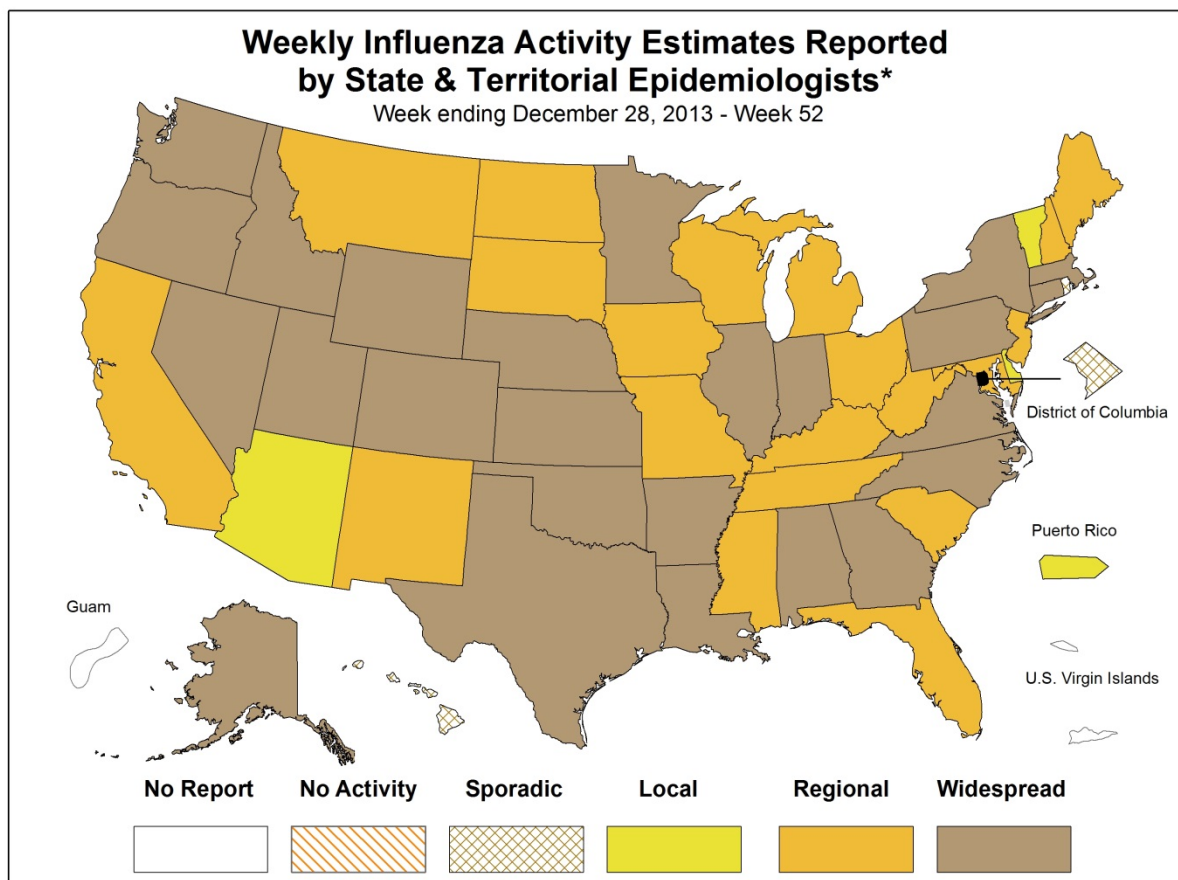 Weekly Influenza Activity Estimates Reported
by State & Territorial Epidemiologists*
Week ending December 28, 2013 - Week 52
District of Columbia
Puerto Rico
Guam
U.S. Virgin Islands
No Report No Activity Sporadic Local Regional Widespread